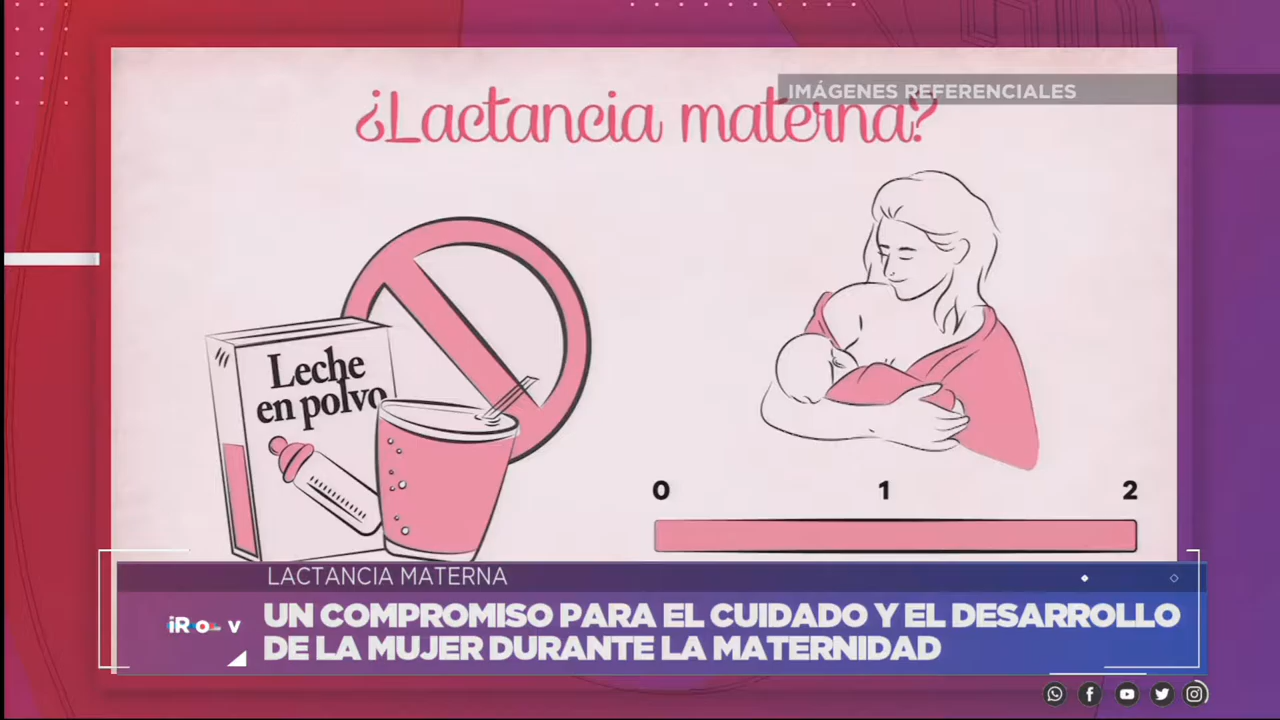 IMÁGENES REFERENCIALES
¿Lactancia materna?
Leche
en polvo
0 1 2
LACTANCIA MATERNA
UN COMPROMISO PARA EL CUIDADO Y EL DESARROLLO
DE LA MUJER DURANTE LA MATERNIDAD